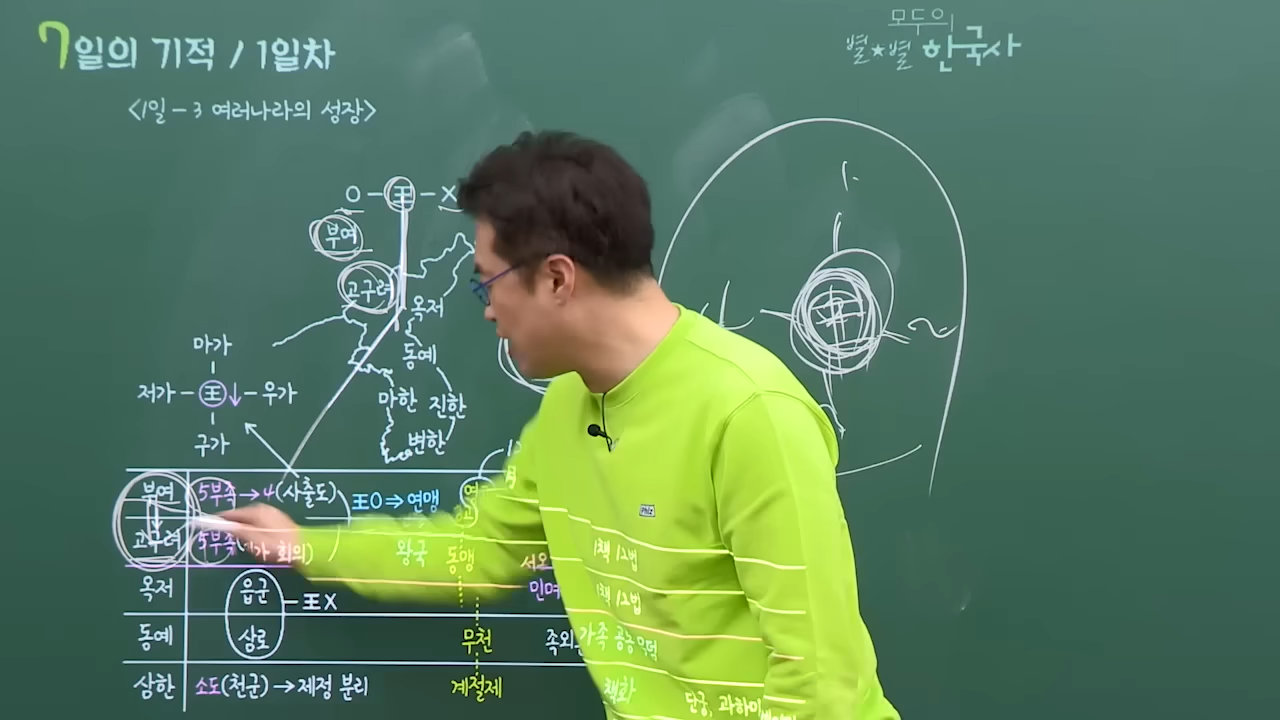 7일의 기적 / 1일차
모두의
별★별 한국사
<1일 - 3 여러나라의 성장>
O - 王 - X
부여
고구려
옥저
동예
마한 진한
변한
마가
저가 - 王 ↓ - 우가
구가
부여 5부족 → 4(사출도) 王O → 연맹
고구려 5부족 회의) 왕국 동맹 1책 12법
옥저 읍군 - 王X 1책 12법
동예 삼로 무천 족외 가족
삼한 소도(천군) → 제정 분리 계절제 책화 단궁, 과하마